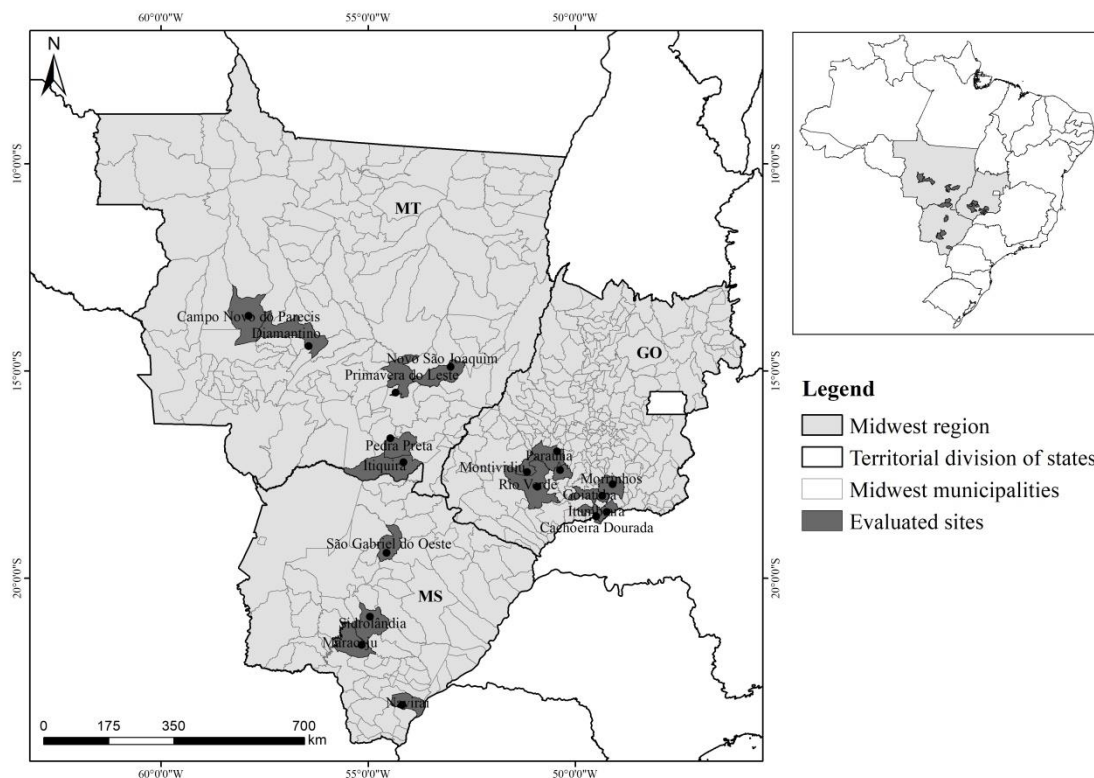 60°0'0"W 55°0'0"W 50°0'0"W
N
10°0'0"S
10°0'0"S
MT
Campo Novo do Parecis
Diamantino
Novo São Joaquim
Primavera do Leste
15°0'0"S
15°0'0"S
GO
Pedra Preta
Itiquira
Paraúna
Montividiu
Rio Verde
Morrinhos
Goiatuba
Itumbiara
Cachoeira Dourada
São Gabriel do Oeste
20°0'0"S
20°0'0"S
MS
Sidrolândia
Maracaju
Naviraí
0 175 350 700
km
60°0'0"W 55°0'0"W 50°0'0"W
Legend
Midwest region
Territorial division of states
Midwest municipalities
Evaluated sites